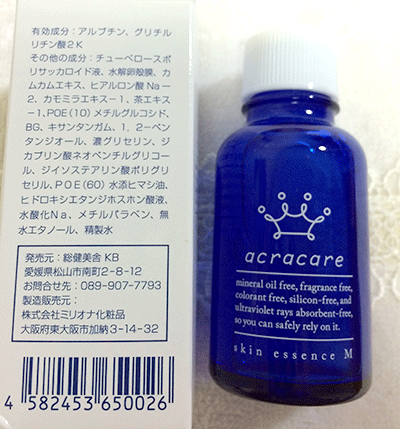 有効成分：アルブチン、グリチル
リチン酸２Ｋ
その他の成分：チューベロースポ
リサッカロイド液、水解卵殻膜、カ
ムカムエキス、ヒアルロン酸Ｎａ－
２、カモミラエキス－１、茶エキス
－１、ＰＯＥ（１０）メチルグルコシド、
ＢＧ、キサンタンガム、１，２－ペン
タンジオール、濃グリセリン、ジ
カプリン酸ネオペンチルグリコー
ル、ジイソステアリン酸ポリグリ
セリル、ＰＯＥ（６０）水添ヒマシ油、
ヒドロキシエタンジホスホン酸液、
水酸化Ｎａ、メチルパラベン、無
水エタノール、精製水
発売元：総健美舎 KB
愛媛県松山市南町2-8-12
お問合せ先：089-907-7793
製造販売元：
株式会社ミリオナ化粧品
大阪府東大阪市加納3-14-32
4 582453 650026
acracare
mineral oil free, fragrance free,
colorant free, silicon-free, and
ultraviolet rays absorbent-free,
so you can safely rely on it.
skin essence M